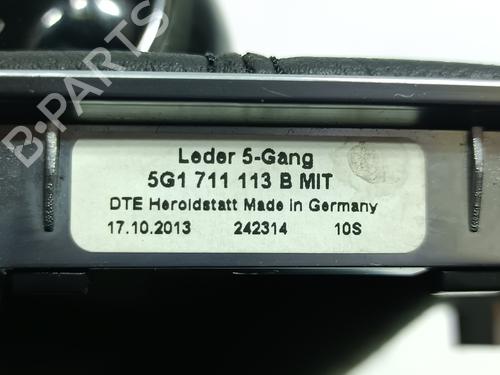 B-PARTS
Leder 5-Gang
5G1 711 113 B MIT
DTE Heroldstatt Made in Germany
17.10.2013 242314 10S